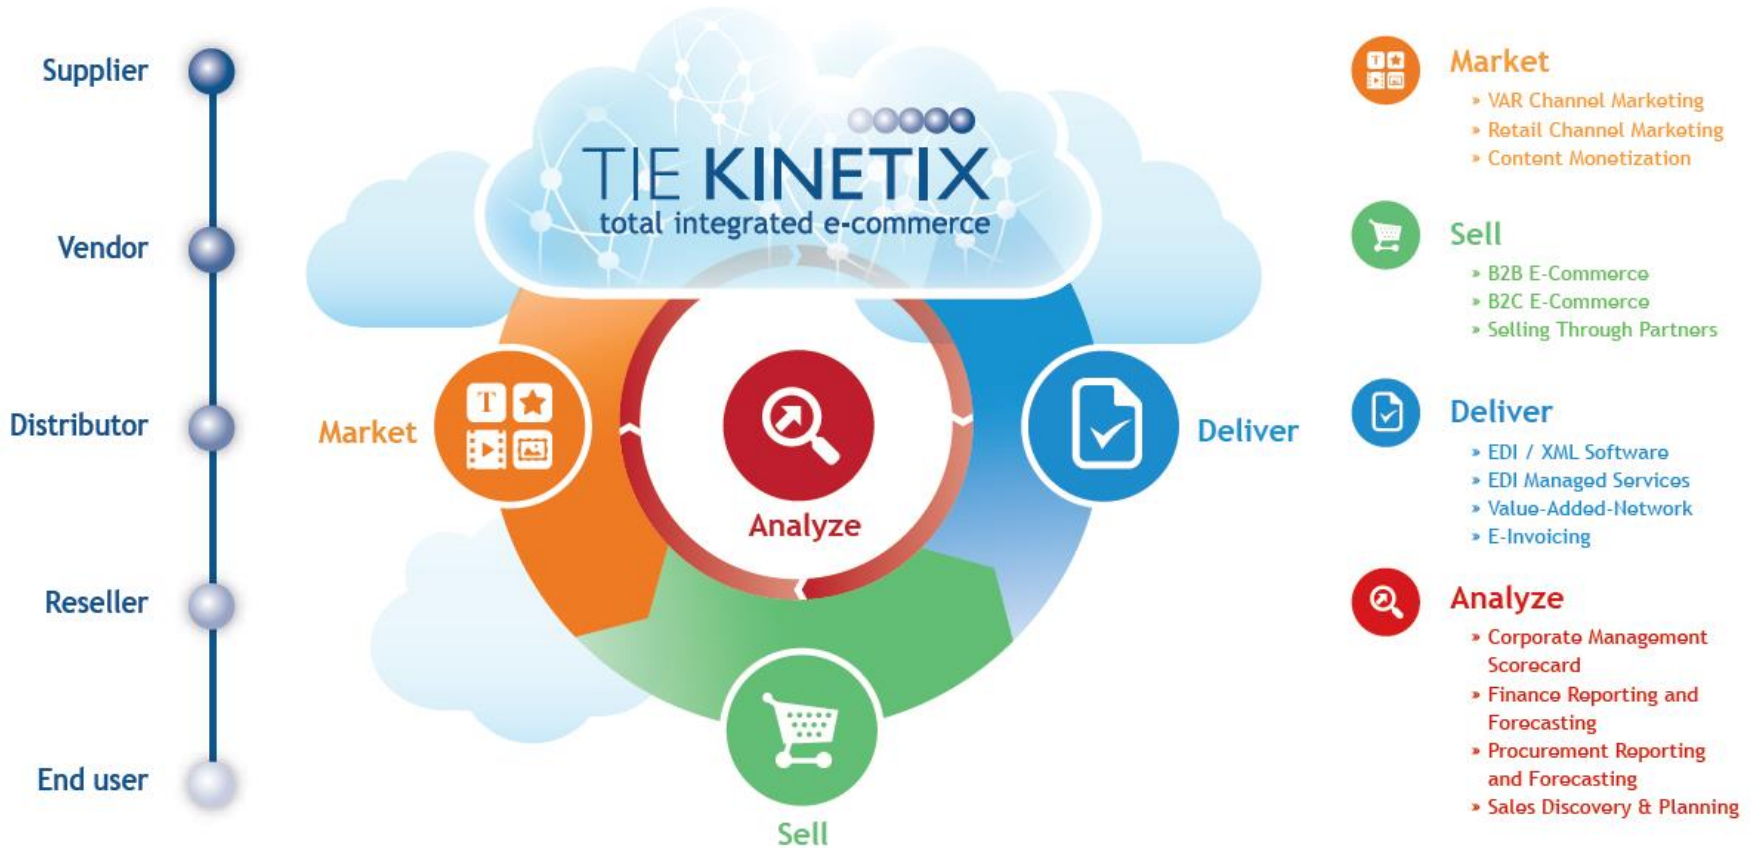 Supplier
Vendor
Distributor
Reseller
End user
TIE KINETIX
total integrated e-commerce
Market
T
Analyze
Deliver
Sell
T
Market
» VAR Channel Marketing
» Retail Channel Marketing
» Content Monetization
Sell
» B2B E-Commerce
» B2C E-Commerce
» Selling Through Partners
Deliver
» EDI / XML Software
» EDI Managed Services
» Value-Added-Network
» E-Invoicing
Analyze
» Corporate Management
Scorecard
» Finance Reporting and
Forecasting
» Procurement Reporting
and Forecasting
» Sales Discovery & Planning